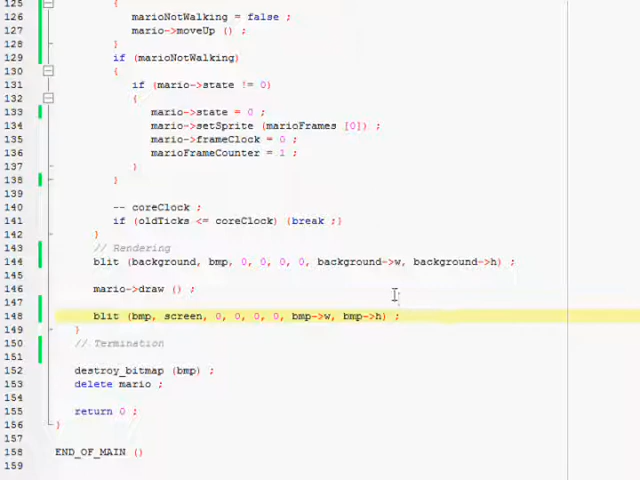 125 {
126 marioNotWalking = false ;
127 mario->moveUp () ;
128 }
129 if (marioNotWalking)
130 {
131 if (mario->state != 0)
132 {
133 mario->state = 0 ;
134 mario->setSprite (marioFrames [0]) ;
135 mario->frameClock = 0 ;
136 marioFrameCounter = 1 ;
137 }
138 }
139
140 -- coreClock ;
141 if (oldTicks <= coreClock) {break ;}
142 }
143 // Rendering
144 blit (background, bmp, 0, 0, 0, 0, background->w, background->h) ;
145
146 mario->draw () ;
147
148 blit (bmp, screen, 0, 0, 0, 0, bmp->w, bmp->h) ;
149 }
150 // Termination
151
152 destroy_bitmap (bmp) ;
153 delete mario ;
154
155 return 0 ;
156 }
157
158 END_OF_MAIN ()
159